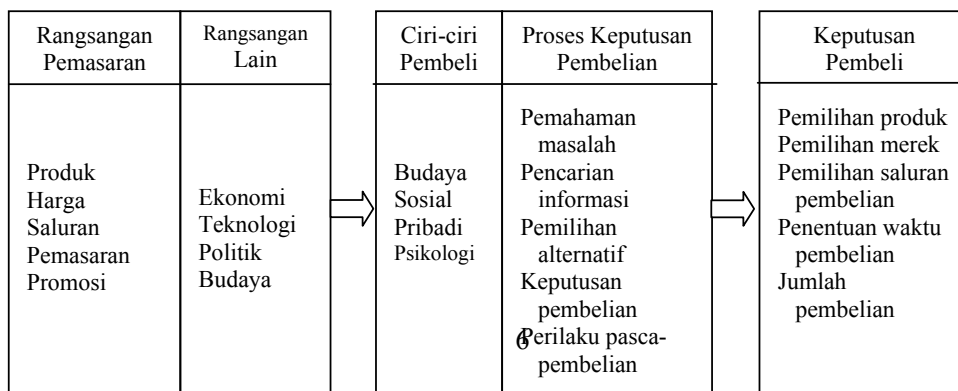 Rangsangan
Pemasaran
Produk
Harga
Saluran
Pemasaran
Promosi
Rangsangan
Lain
Ekonomi
Teknologi
Politik
Budaya
Ciri-ciri
Pembeli
Budaya
Sosial
Pribadi
Psikologi
Proses Keputusan
Pembelian
Pemahaman
masalah
Pencarian
informasi
Pemilihan
alternatif
Keputusan
pembelian
Perilaku pasca-
pembelian
6
Keputusan
Pembeli
Pemilihan produk
Pemilihan merek
Pemilihan saluran
pembelian
Penentuan waktu
pembelian
Jumlah
pembelian